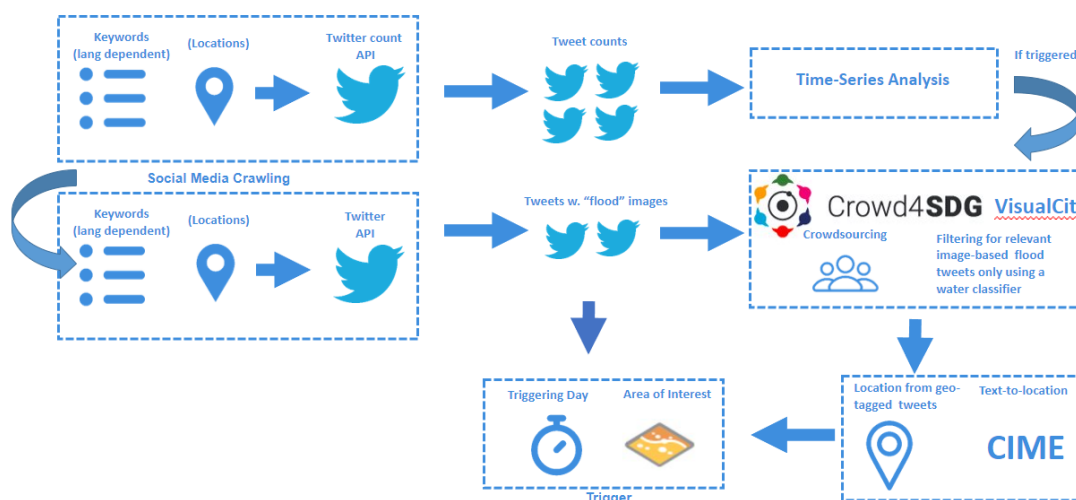 Keywords
(lang dependent)
(Locations)
Twitter count
API
Tweet counts
Time-Series Analysis
If triggered
Social Media Crawling
Keywords
(lang dependent)
(Locations)
Twitter
API
Tweets w. “flood” images
Crowd4SDG
VisualCit
Crowdsourcing
Filtering for relevant
image-based flood
tweets only using a
water classifier
Triggering Day
Area of Interest
Trigger
Location from geo-
tagged tweets
Text-to-location
CIME